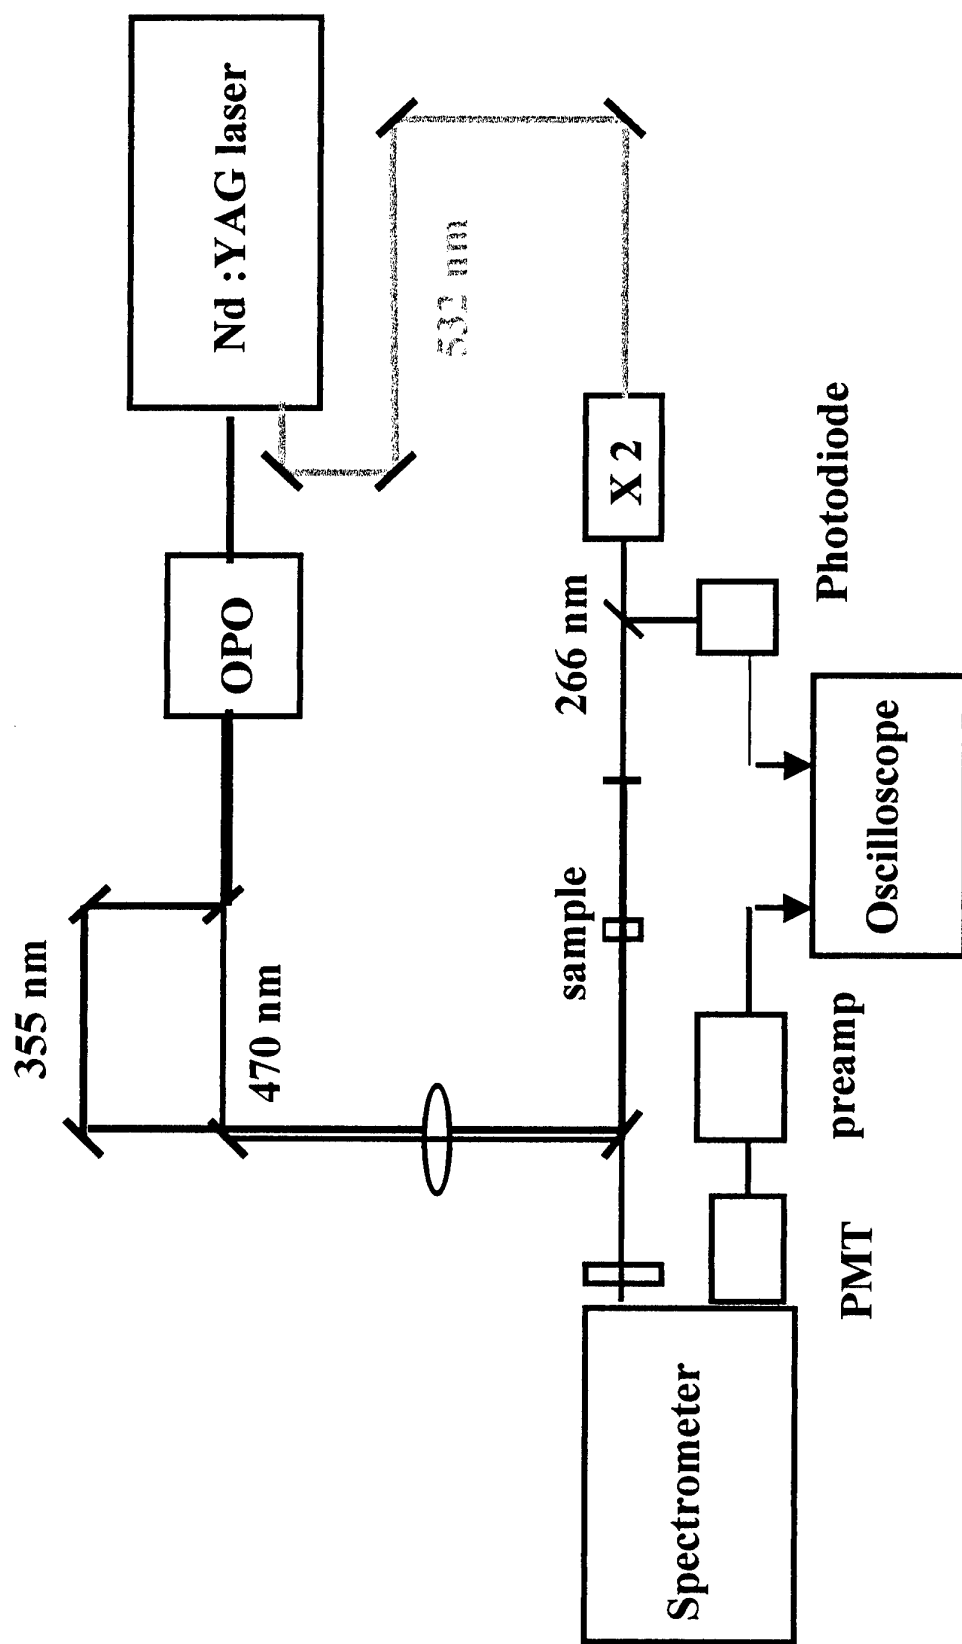 355 nm
470 nm
OPO
Nd :YAG laser
532 nm
sample
266 nm
X 2
Spectrometer
PMT
preamp
Oscilloscope
Photodiode